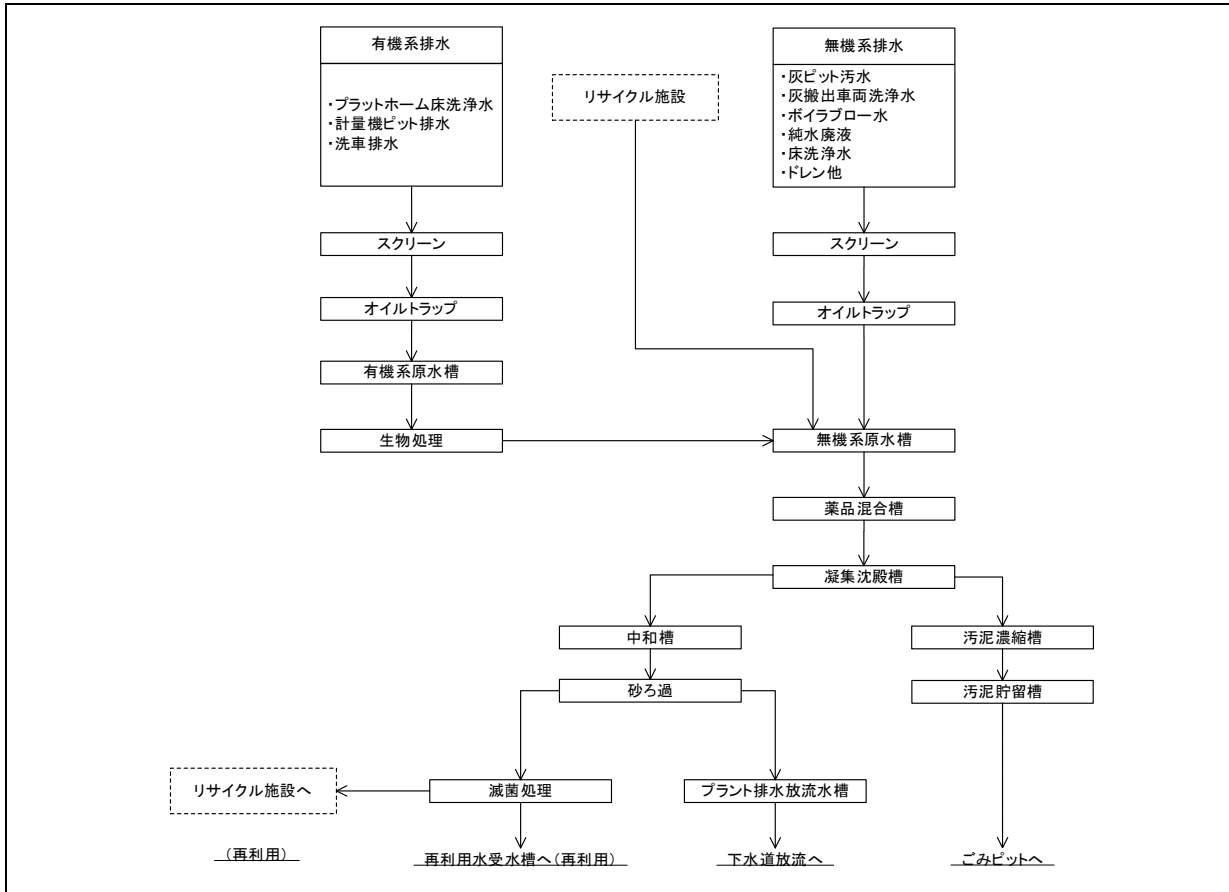 有機系排水
・プラットホーム床洗浄水
・計量機ピット排水
・洗車排水
リサイクル施設
無機系排水
・灰ピット汚水
・灰搬出車両洗浄水
・ボイラブロー水
・純水廃液
・床洗浄水
・ドレン他
スクリーン
スクリーン
オイルトラップ
オイルトラップ
有機系原水槽
生物処理
無機系原水槽
薬品混合槽
凝集沈殿槽
中和槽
汚泥濃縮槽
砂ろ過
汚泥貯留槽
リサイクル施設へ
滅菌処理
プラント排水放流水槽
(再利用)
再利用水受水槽へ(再利用)
下水道放流へ
ごみピットへ